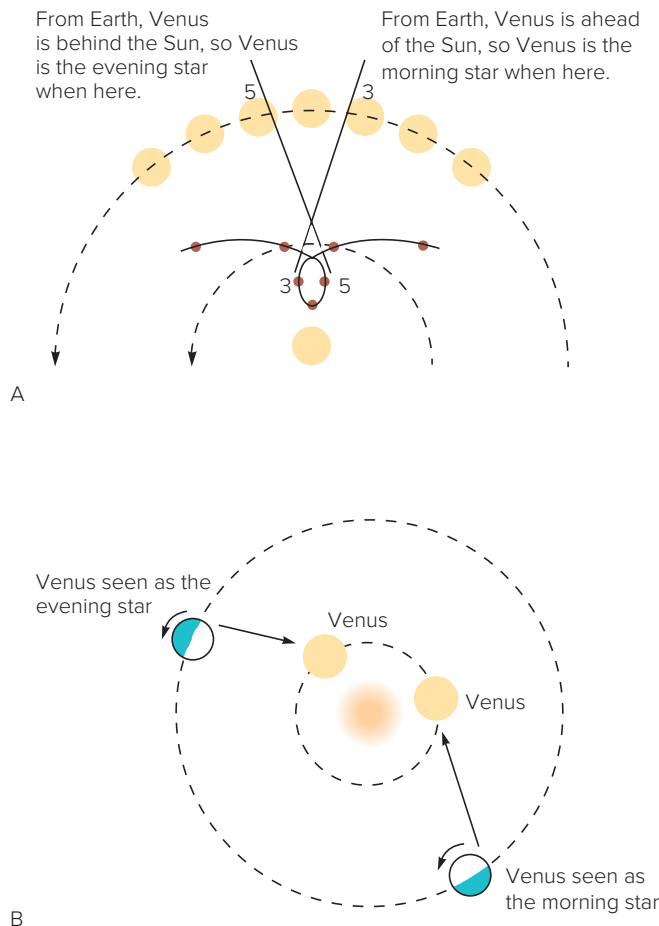 From Earth, Venus
is behind the Sun, so Venus
is the evening star
when here.
From Earth, Venus is ahead
of the Sun, so Venus is the
morning star when here.
5
3
3
5
A
Venus seen as the
evening star
Venus
Venus
Venus seen as
the morning star
B